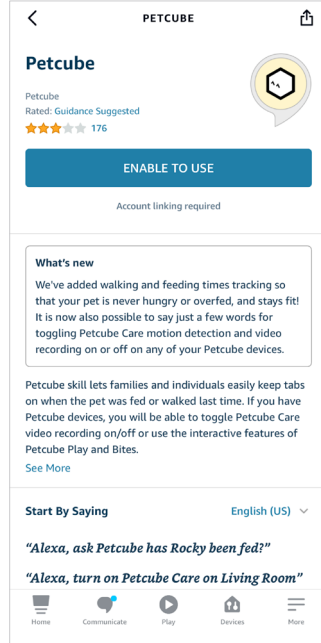 PETCUBE
Petcube
Petcube
Rated: Guidance Suggested
176
ENABLE TO USE
Account linking required
What's new
We've added walking and feeding times tracking so
that your pet is never hungry or overfed, and stays fit!
It is now also possible to say just a few words for
toggling Petcube Care motion detection and video
recording on or off on any of your Petcube devices.
Petcube skill lets families and individuals easily keep tabs
on when the pet was fed or walked last time. If you have
Petcube devices, you will be able to toggle Petcube Care
video recording on/off or use the interactive features of
Petcube Play and Bites.
See More
Start By Saying English (US)
“Alexa, ask Petcube has Rocky been fed?”
“Alexa, turn on Petcube Care on Living Room”
Home Communicate Play Devices More